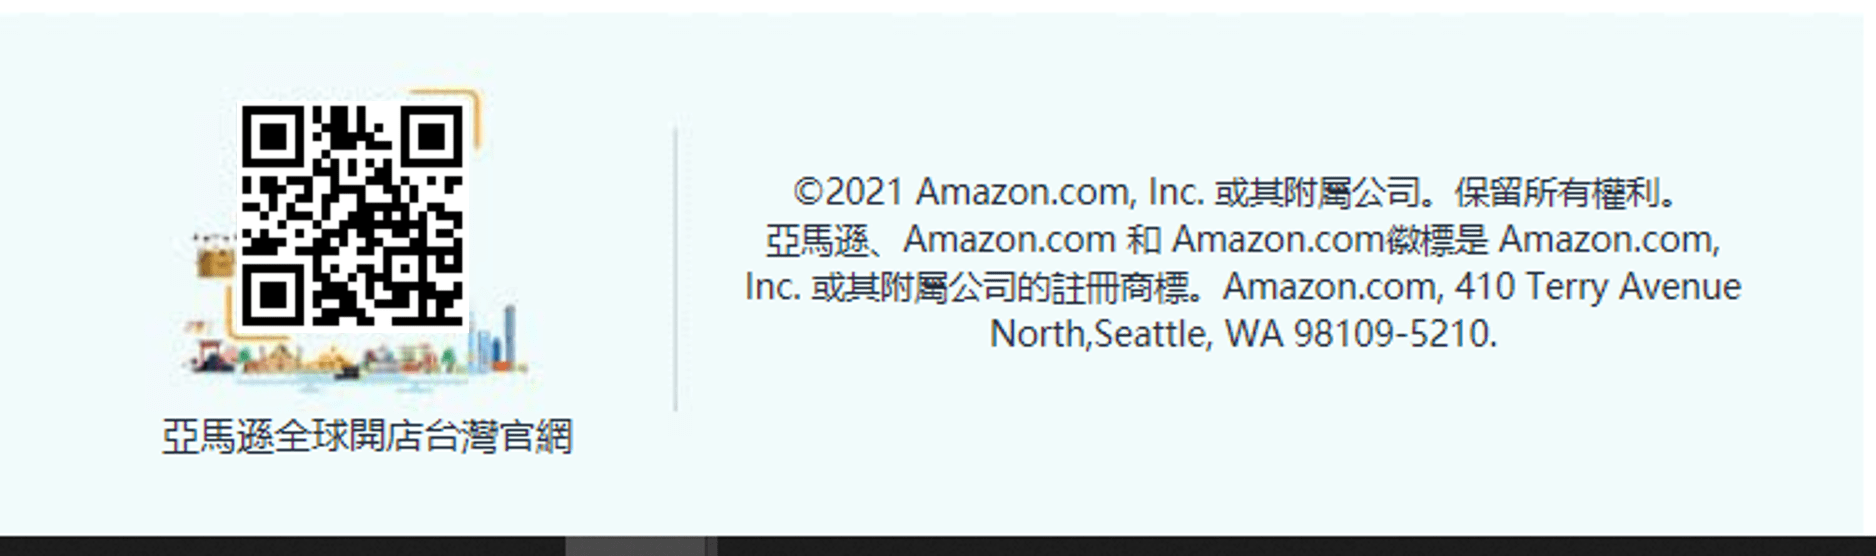 ©2021 Amazon.com, Inc. 或其附屬公司。保留所有權利。
亞馬遜、Amazon.com 和 Amazon.com徽標是 Amazon.com,
Inc. 或其附屬公司的註冊商標。Amazon.com, 410 Terry Avenue
North,Seattle, WA 98109-5210.
亞馬遜全球開店台灣官網